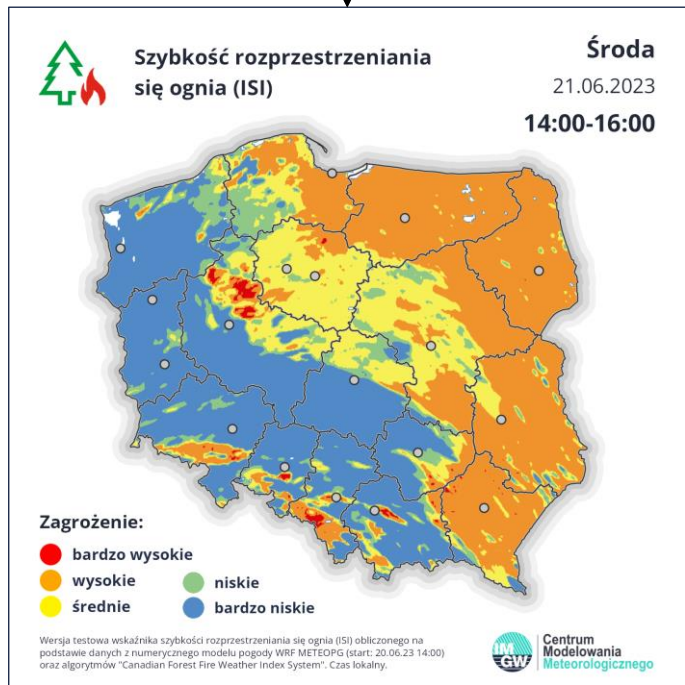 Szybkość rozprzestrzeniania
się ognia (ISI)
Środa
21.06.2023
14:00-16:00
Zagrożenie:
bardzo wysokie
wysokie
średnie
niskie
bardzo niskie
Wersja testowa wskaźnika szybkości rozprzestrzeniania się ognia (ISI) obliczonego na
podstawie danych z numerycznego modelu pogody WRF METEOPG (start: 20.06.23 14:00)
oraz algorytmów "Canadian Forest Fire Weather Index System". Czas lokalny.
IM
GW
Centrum
Modelowania
Meteorologicznego